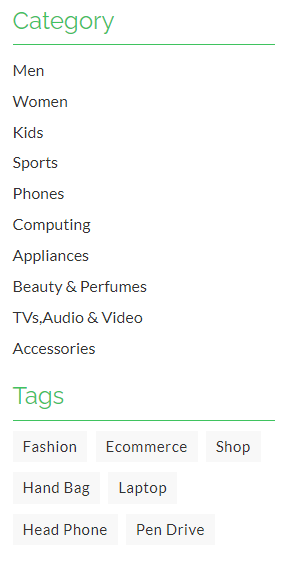 Category
Men
Women
Kids
Sports
Phones
Computing
Appliances
Beauty & Perfumes
TVs,Audio & Video
Accessories
Tags
Fashion Ecommerce Shop
Hand Bag Laptop
Head Phone Pen Drive